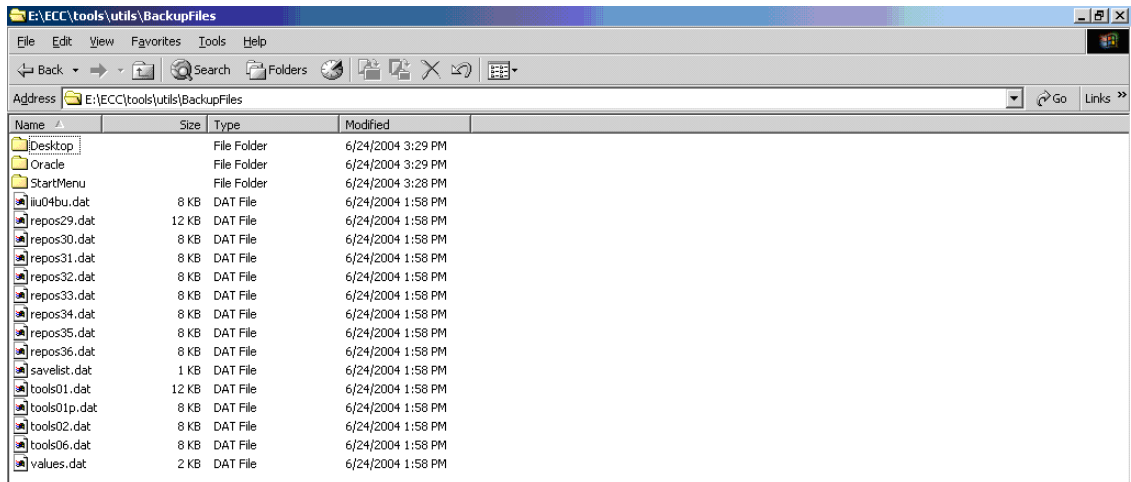 E:\ECC\tools\utils\BackupFiles
File Edit View Favorites Tools Help
Back Search Folders
Address E:\ECC\tools\utils\BackupFiles Go Links »
Name Size Type Modified
Desktop File Folder 6/24/2004 3:29 PM
Oracle File Folder 6/24/2004 3:29 PM
StartMenu File Folder 6/24/2004 3:28 PM
iiu04bu.dat 8 KB DAT File 6/24/2004 1:58 PM
repos29.dat 12 KB DAT File 6/24/2004 1:58 PM
repos30.dat 8 KB DAT File 6/24/2004 1:58 PM
repos31.dat 8 KB DAT File 6/24/2004 1:58 PM
repos32.dat 8 KB DAT File 6/24/2004 1:58 PM
repos33.dat 8 KB DAT File 6/24/2004 1:58 PM
repos34.dat 8 KB DAT File 6/24/2004 1:58 PM
repos35.dat 8 KB DAT File 6/24/2004 1:58 PM
repos36.dat 8 KB DAT File 6/24/2004 1:58 PM
savelist.dat 1 KB DAT File 6/24/2004 1:58 PM
tools01.dat 12 KB DAT File 6/24/2004 1:58 PM
tools01p.dat 8 KB DAT File 6/24/2004 1:58 PM
tools02.dat 8 KB DAT File 6/24/2004 1:58 PM
tools06.dat 8 KB DAT File 6/24/2004 1:58 PM
values.dat 2 KB DAT File 6/24/2004 1:58 PM